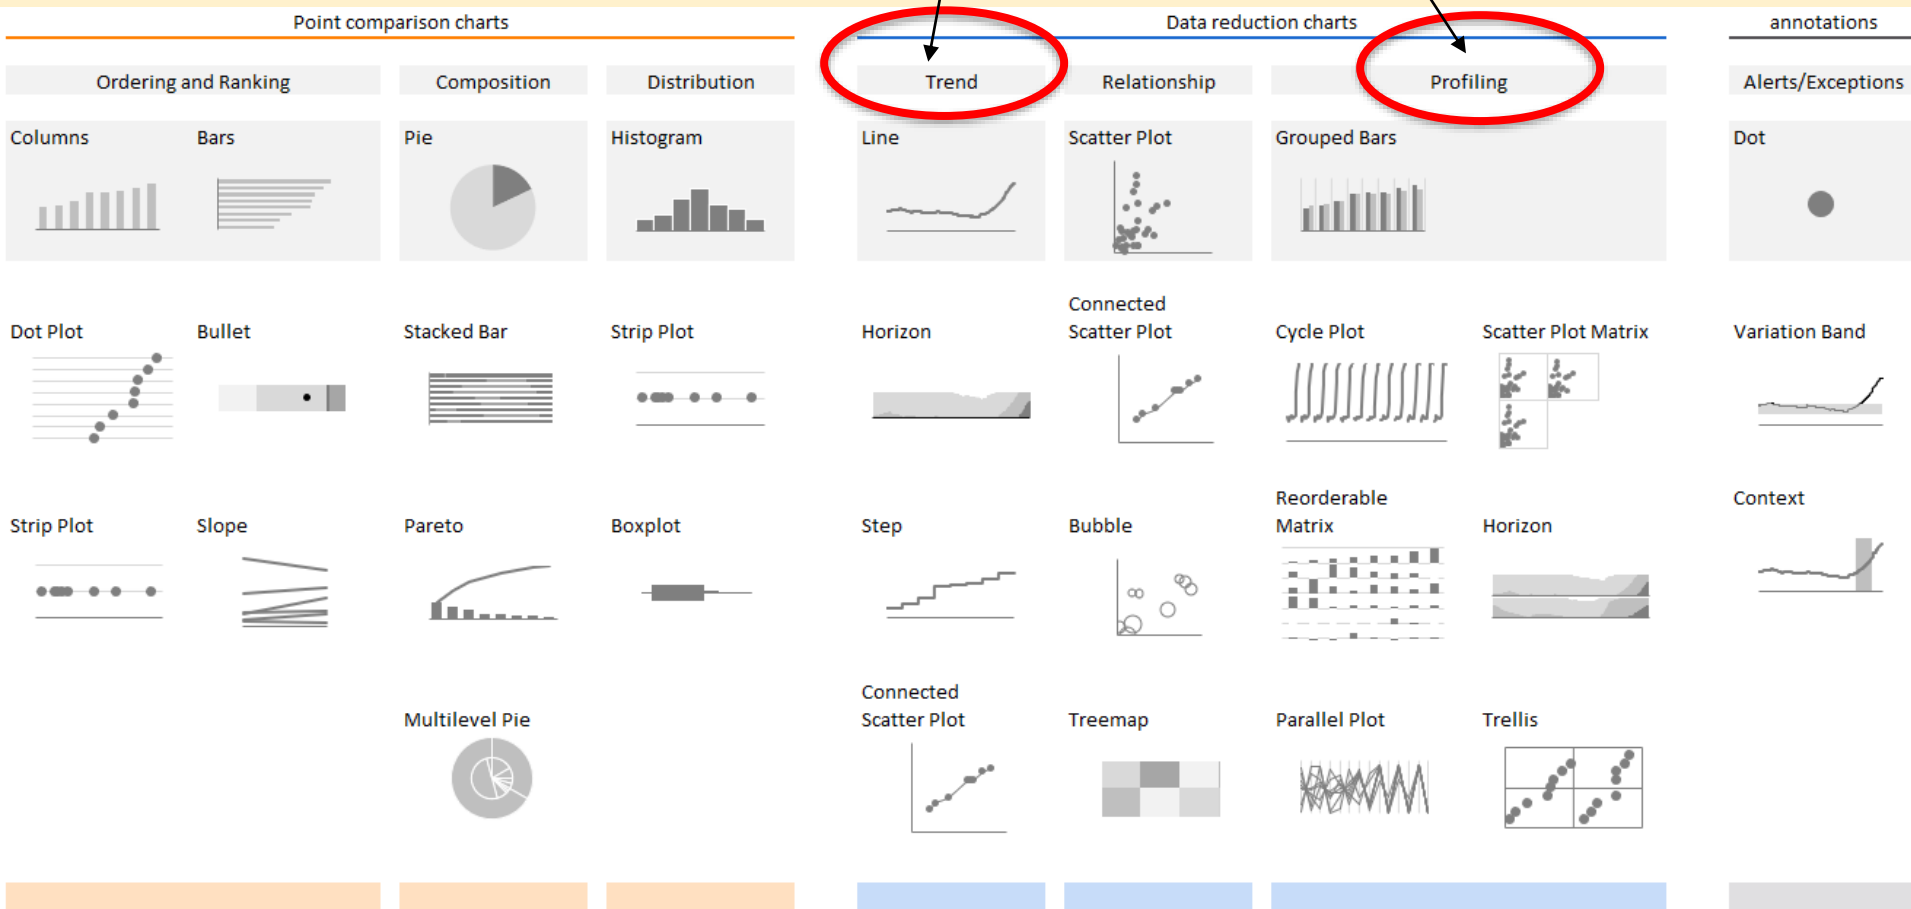 Point comparison charts
Data reduction charts
annotations
Ordering and Ranking
Composition
Distribution
Trend
Relationship
Profiling
Alerts/Exceptions
Columns
Bars
Pie
Histogram
Line
Scatter Plot
Grouped Bars
Dot
Dot Plot
Bullet
Stacked Bar
Strip Plot
Horizon
Connected
Scatter Plot
Cycle Plot
Scatter Plot Matrix
Variation Band
Strip Plot
Slope
Pareto
Boxplot
Step
Bubble
Reorderable
Matrix
Horizon
Context
Multilevel Pie
Connected
Scatter Plot
Treemap
Parallel Plot
Trellis